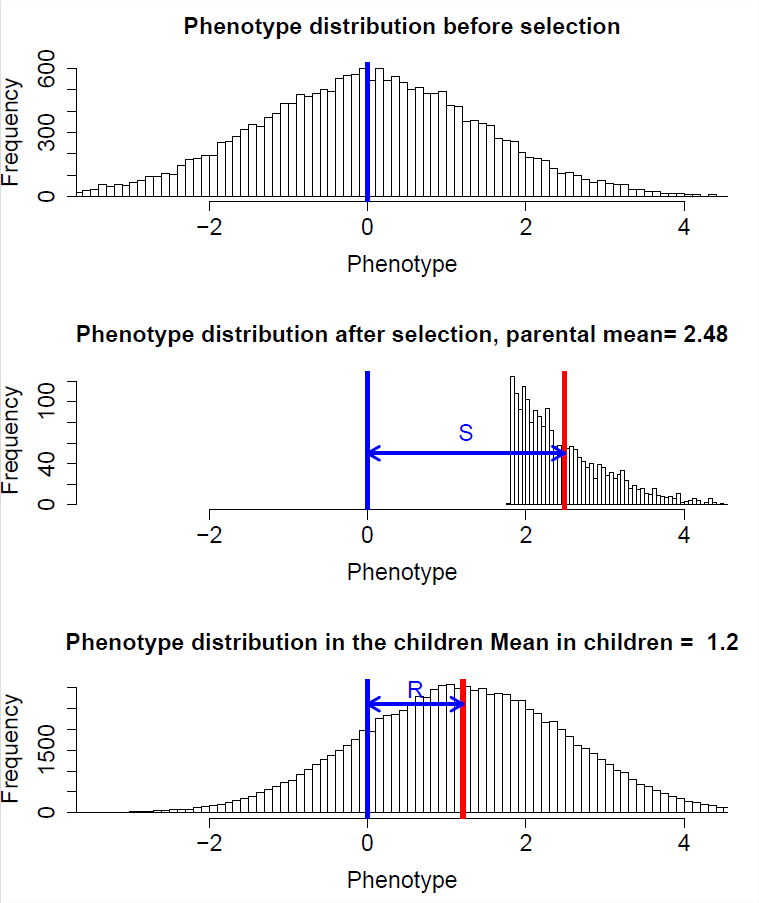 Phenotype distribution before selection
Frequency
600
300
0
−2 0 2 4
Phenotype
Phenotype distribution after selection, parental mean= 2.48
Frequency
100
40
0
S
−2 0 2 4
Phenotype
Phenotype distribution in the children Mean in children =  1.2
Frequency
1500
0
R
−2 0 2 4
Phenotype